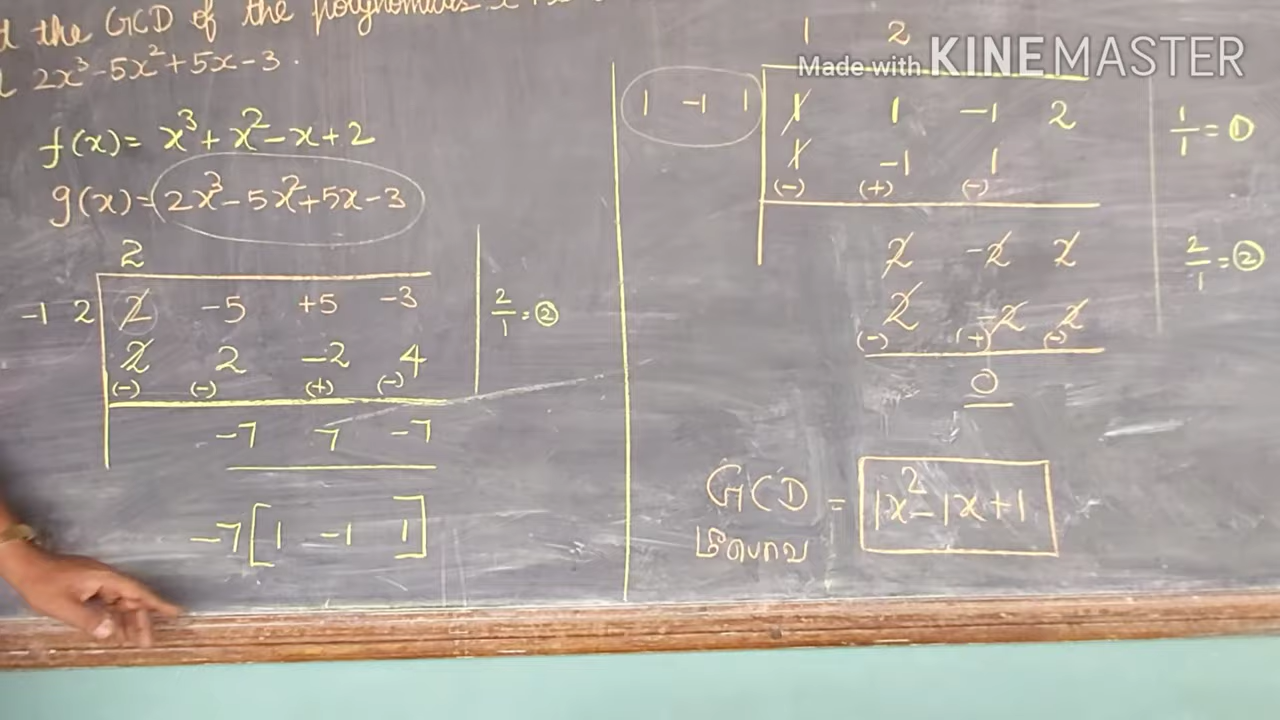 the GCD of the polynomials
2x³-5x²+5x-3.
f(x)= x³+x²-x+2
g(x)= 2x³-5x²+5x-3
2
-1 2 2 -5 +5 -3
2 2 -2 4
(-) (-) (+) (-)
-7 7 -7
-7[1 -1 1]
2/1 = 2
1 2
Made with KINEMASTER
1 -1 1 1 1 -1 2
1 -1 1
(-) (+) (-)
2 -2 2
2 -2 2
(-) (+) (-)
0
1/1 = 1
2/1 = 2
GCD = 1x²-1x+1